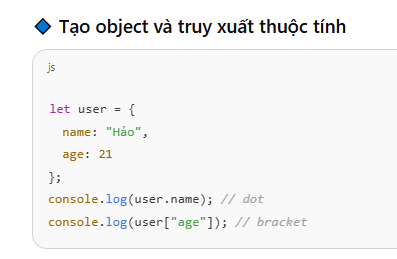 Tạo object và truy xuất thuộc tính
js
let user = {
  name: "Hảo",
  age: 21
};
console.log(user.name); // dot
console.log(user["age"]); // bracket